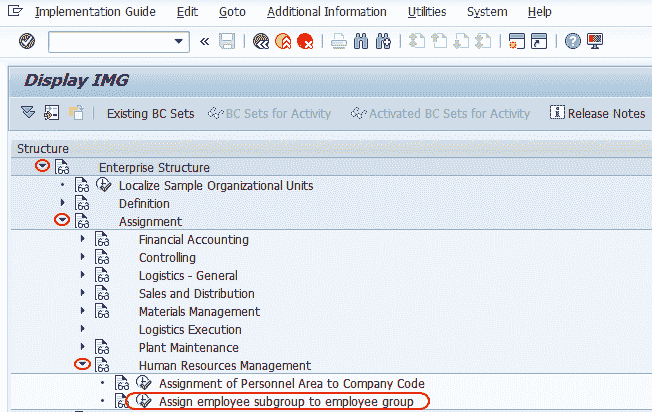 Implementation Guide Edit Goto Additional Information Utilities System Help
Display IMG
Existing BC Sets BC Sets for Activity Activated BC Sets for Activity Release Notes
Structure
Enterprise Structure
Localize Sample Organizational Units
Definition
Assignment
Financial Accounting
Controlling
Logistics - General
Sales and Distribution
Materials Management
Logistics Execution
Plant Maintenance
Human Resources Management
Assignment of Personnel Area to Company Code
Assign employee subgroup to employee group